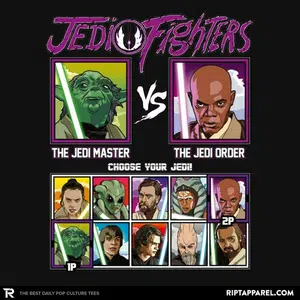 JEDi FighTERS
VS
THE JEDI MASTER
THE JEDI ORDER
CHOOSE YOUR JEDI!
2P
1P
R THE BEST DAILY POP CULTURE TEES
RIPTAPPAREL.COM